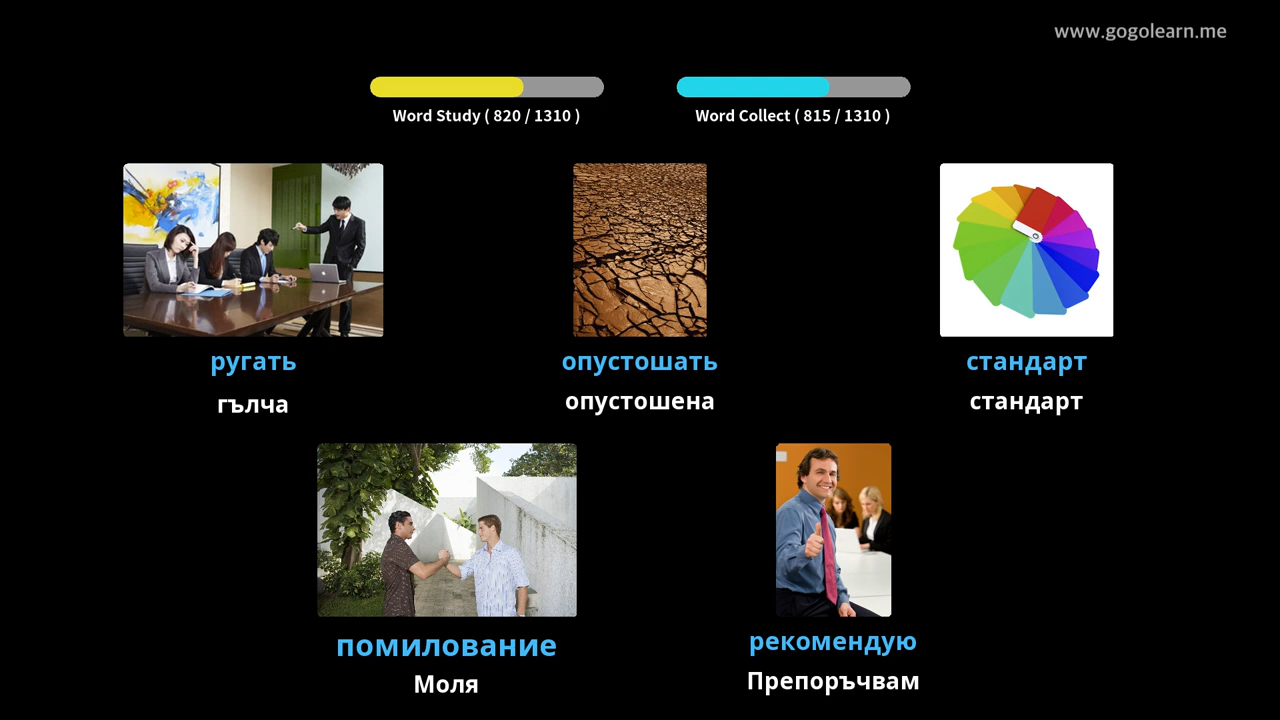 www.gogolearn.me
Word Study ( 820 / 1310 )
Word Collect ( 815 / 1310 )
ругать
гълча
опустошать
опустошена
стандарт
стандарт
помилование
Моля
рекомендую
Препоръчвам